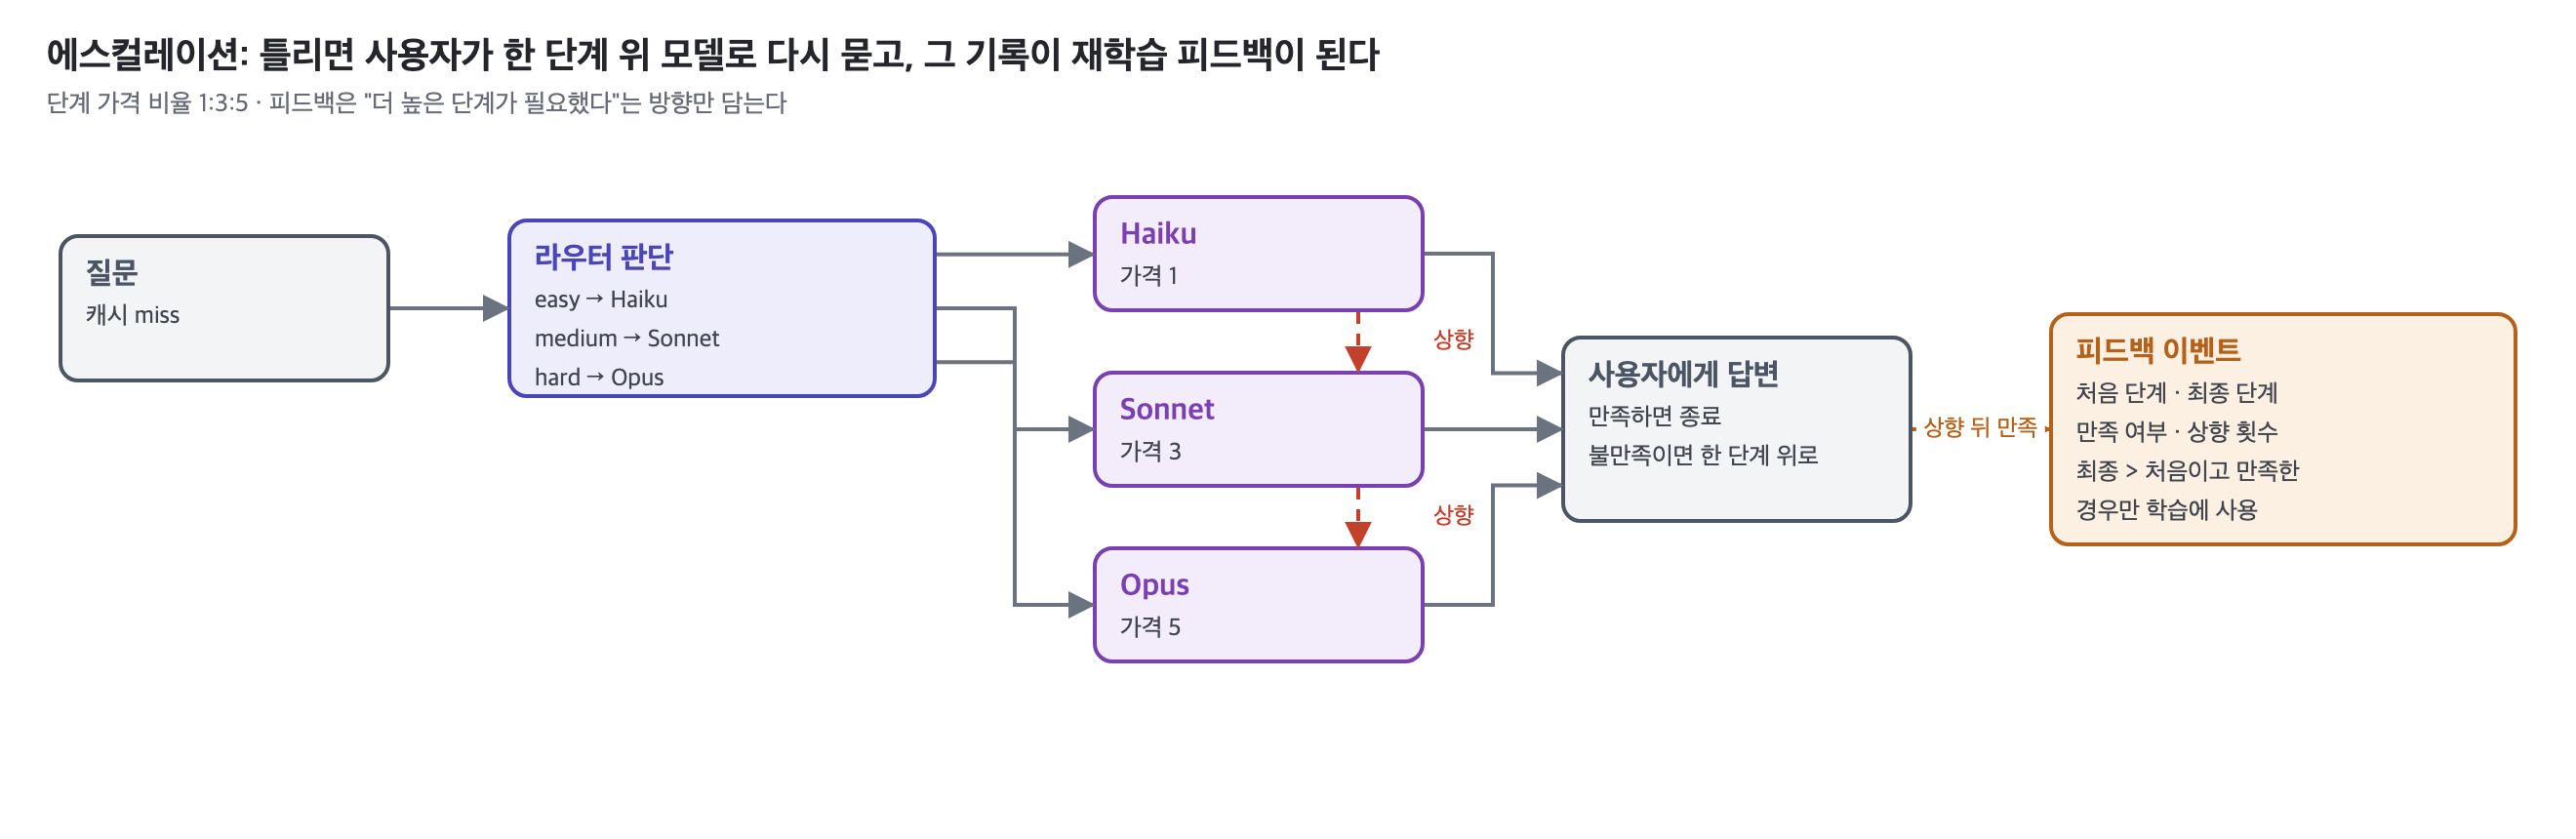 에스컬레이션: 틀리면 사용자가 한 단계 위 모델로 다시 묻고, 그 기록이 재학습 피드백이 된다
단계 가격 비율 1:3:5 · 피드백은 "더 높은 단계가 필요했다"는 방향만 담는다
질문
캐시 miss
라우터 판단
easy → Haiku
medium → Sonnet
hard → Opus
Haiku
가격 1
상향
Sonnet
가격 3
상향
Opus
가격 5
사용자에게 답변
만족하면 종료
불만족이면 한 단계 위로
상향 뒤 만족
피드백 이벤트
처음 단계 · 최종 단계
만족 여부 · 상향 횟수
최종 > 처음이고 만족한
경우만 학습에 사용